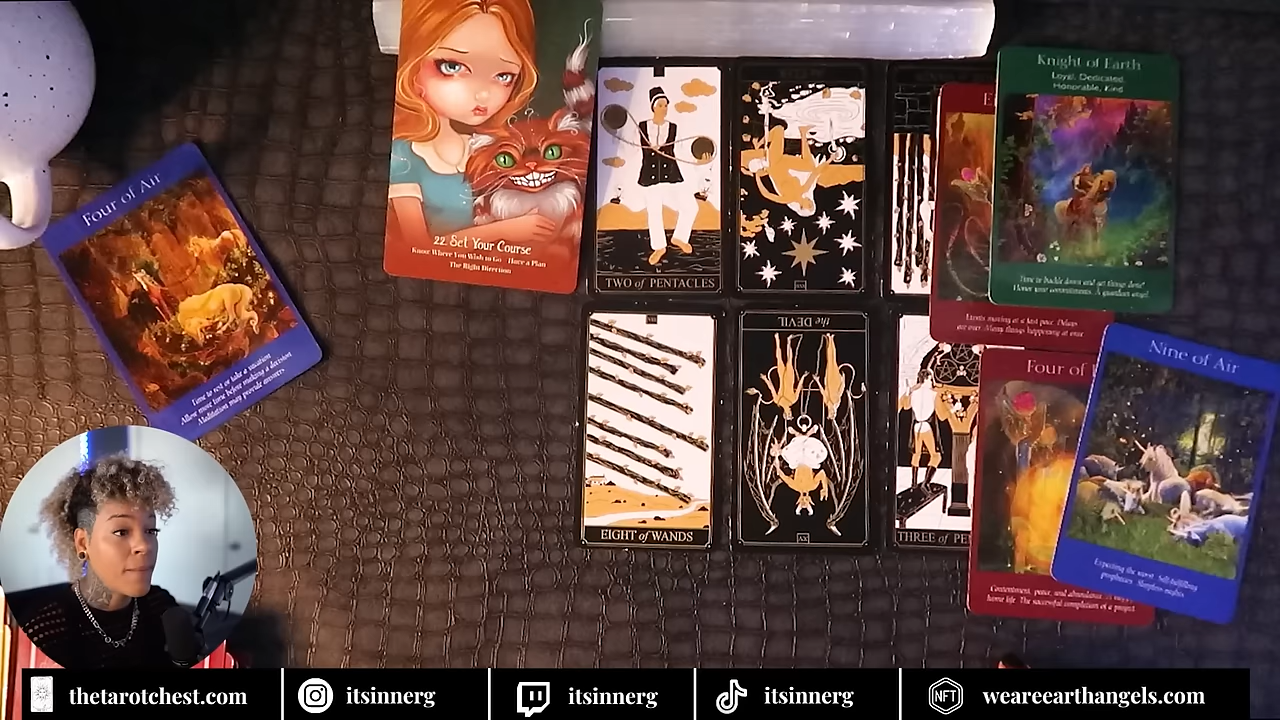 Four of Air
Time to rest or take a vacation
Allow more time before making a decision
Meditation may provide answers
22. Set Your Course
Know Where You Wish to Go Have a Plan
The Right Direction
TWO of PENTACLES
Knight of Earth
Loyal, Dedicated,
Honorable, Kind
Time to buckle down and get things done!
Honor your commitments. A guardian angel.
E
Events moving at a fast pace. Delays
are over. Many things happening at once
VIII
EIGHT of WANDS
the DEVIL
XV
THREE of PEN
Four of
Contentment, peace, and abundance.
home life. The successful completion of a project
Nine of Air
Expecting the worst. Self-fulfilling
prophecies. Sleepless nights
thetarotchest.com
itsinnerg
itsinnerg
itsinnerg
NFT
weareearthangels.com